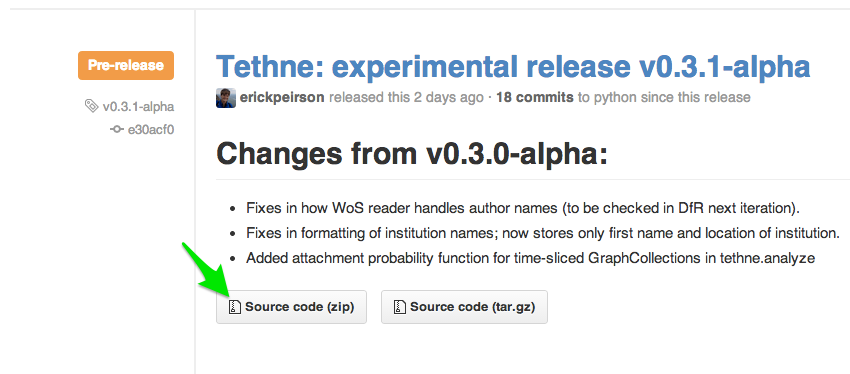 Pre-release
v0.3.1-alpha
e30acf0
Tethne: experimental release v0.3.1-alpha
erickpeirson released this 2 days ago · 18 commits to python since this release
Changes from v0.3.0-alpha:
• Fixes in how WoS reader handles author names (to be checked in DfR next iteration).
• Fixes in formatting of institution names; now stores only first name and location of institution.
• Added attachment probability function for time-sliced GraphCollections in tethne.analyze
Source code (zip) Source code (tar.gz)